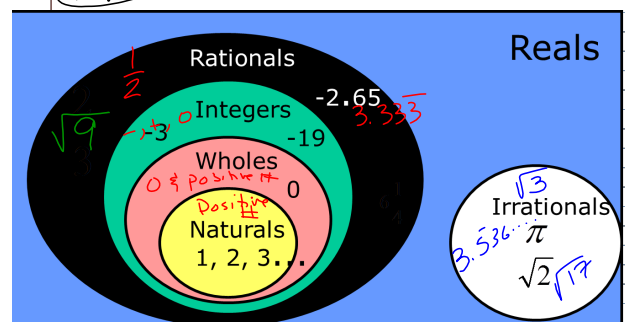 Reals
Rationals
1/2
-2.65
3.333̅
√9
Integers
-, +, 0
-3
-19
Wholes
0 & positive #
0
Positive
#
Naturals
1, 2, 3...
√3
Irrationals
3.536...
π
√2
√17